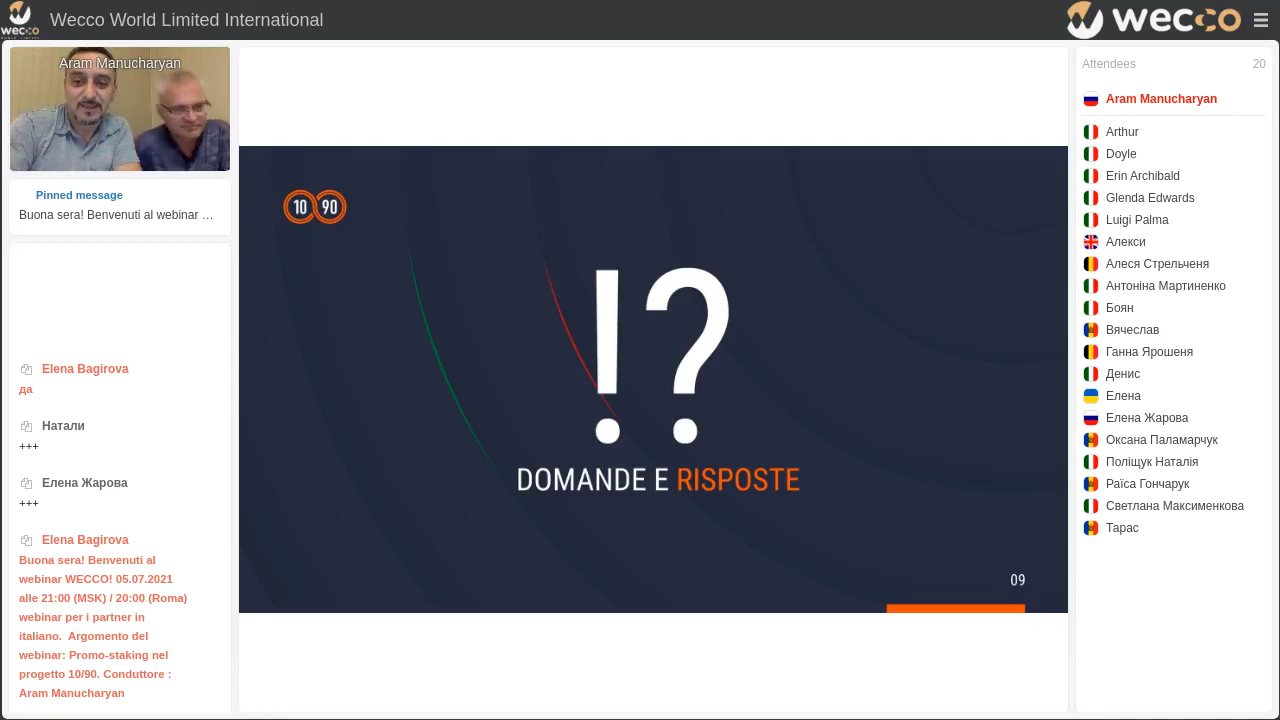 wecco
Wecco World Limited International
wecco
Aram Manucharyan
Pinned message
Buona sera! Benvenuti al webinar …
Elena Bagirova
да
Натали
+++
Елена Жарова
+++
Elena Bagirova
Buona sera! Benvenuti al
webinar WECCO! 05.07.2021
alle 21:00 (MSK) / 20:00 (Roma)
webinar per i partner in
italiano.  Argomento del
webinar: Promo-staking nel
progetto 10/90. Conduttore :
Aram Manucharyan
10 90
!?
DOMANDE E RISPOSTE
09
Attendees 20
Aram Manucharyan
Arthur
Doyle
Erin Archibald
Glenda Edwards
Luigi Palma
Алекси
Алеся Стрельченя
Антоніна Мартиненко
Боян
Вячеслав
Ганна Ярошеня
Денис
Елена
Елена Жарова
Оксана Паламарчук
Поліщук Наталія
Раїса Гончарук
Светлана Максименкова
Тарас